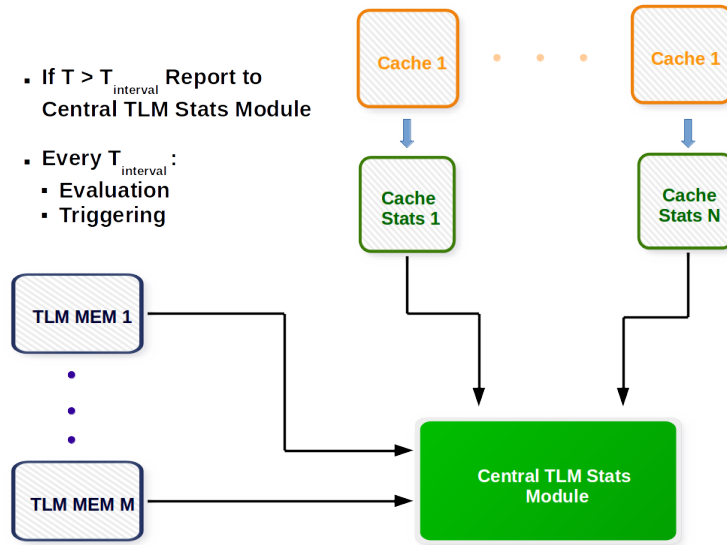 If T > Tinterval Report to
Central TLM Stats Module
Every Tinterval :
Evaluation
Triggering
Cache 1
Cache 1
Cache
Stats 1
Cache
Stats N
TLM MEM 1
TLM MEM M
Central TLM Stats
Module